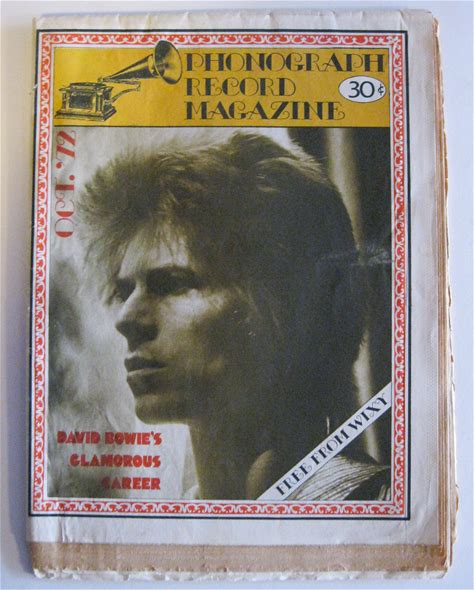 PHONOGRAPH
RECORD
MAGAZINE
30¢
OCT. '72
DAVID BOWIE'S
GLAMOROUS
CAREER
FREE FROM WIXY